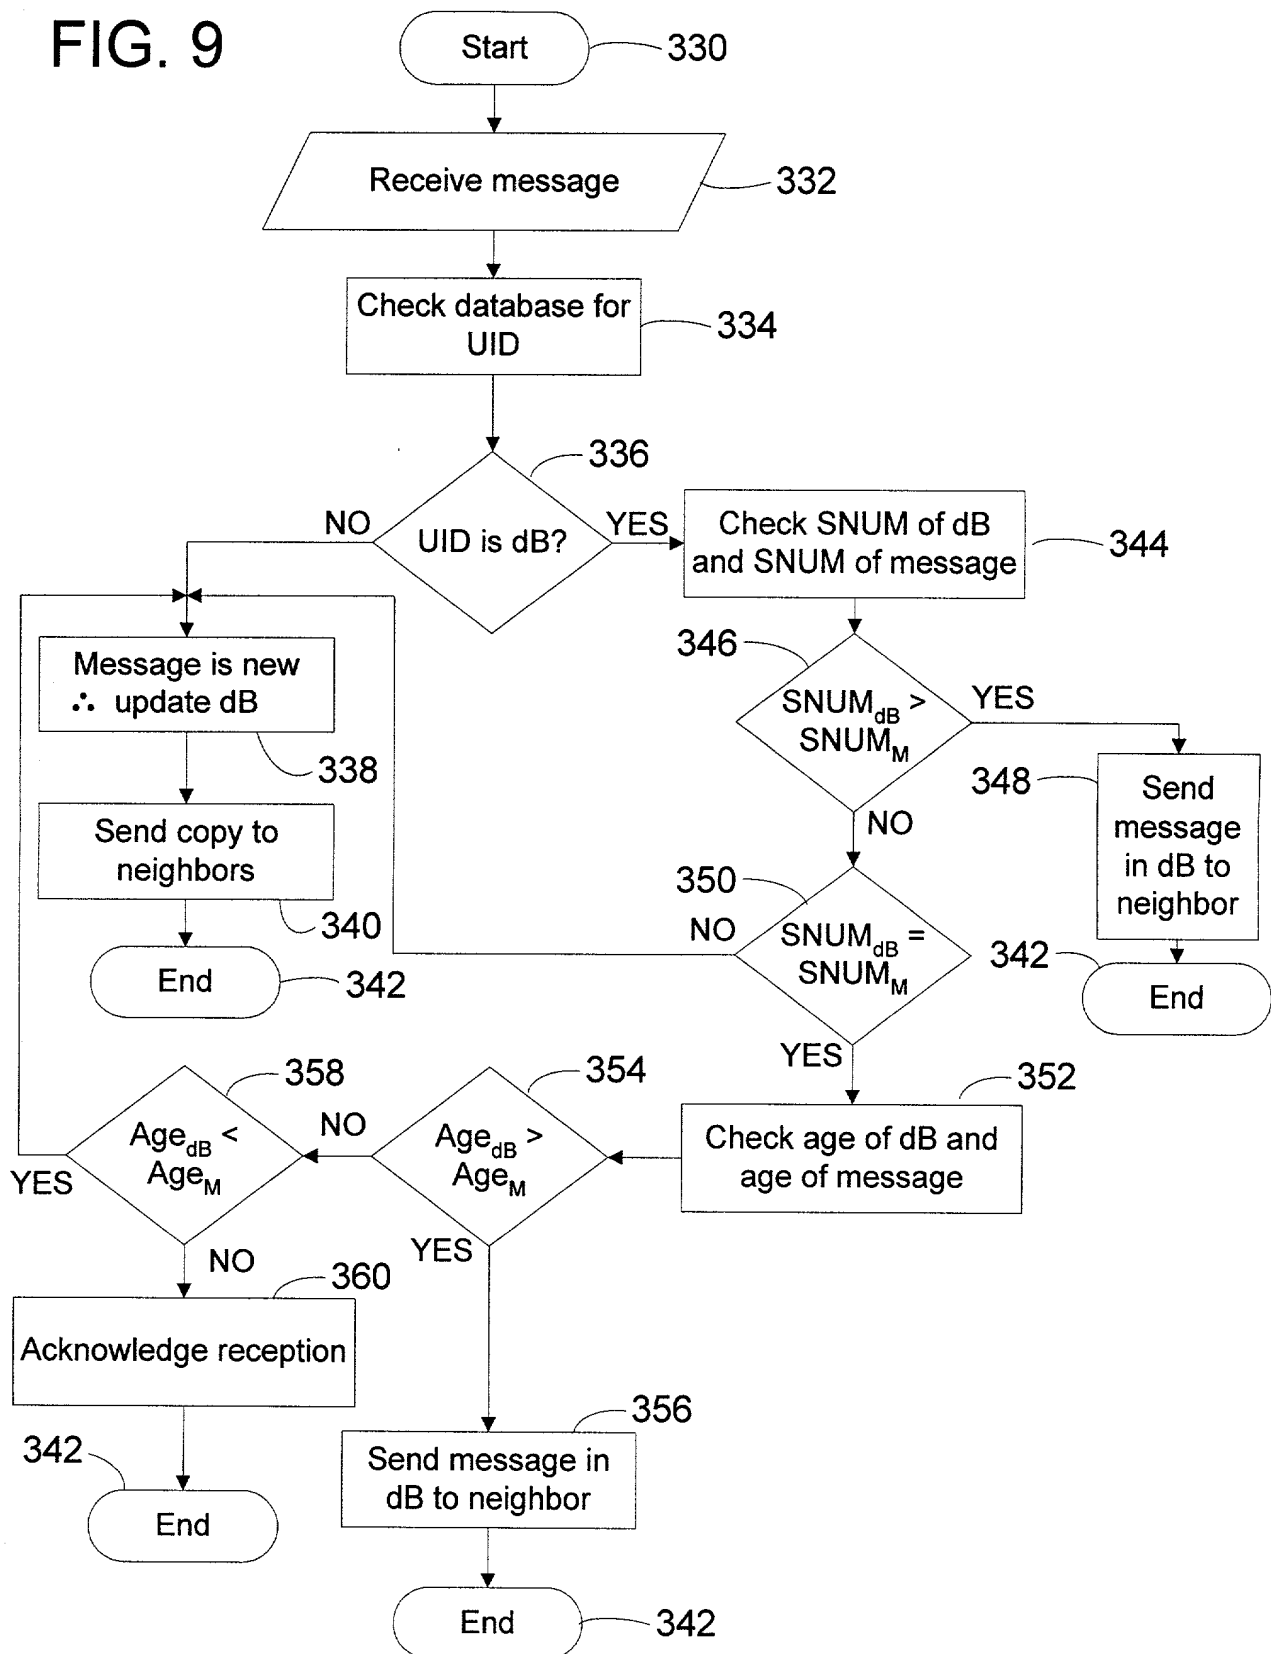 FIG. 9
Start
330
Receive message
332
Check database for
UID
334
336
UID is dB?
NO
YES
Check SNUM of dB
and SNUM of message
344
346
SNUMdB >
SNUMM
YES
NO
Message is new
∴ update dB
338
348
Send
message
in dB to
neighbor
Send copy to
neighbors
340
350
SNUMdB =
SNUMM
NO
YES
End
342
342
End
358
AgedB <
AgeM
YES
NO
354
AgedB >
AgeM
NO
YES
352
Check age of dB and
age of message
360
Acknowledge reception
356
Send message in
dB to neighbor
342
End
End
342